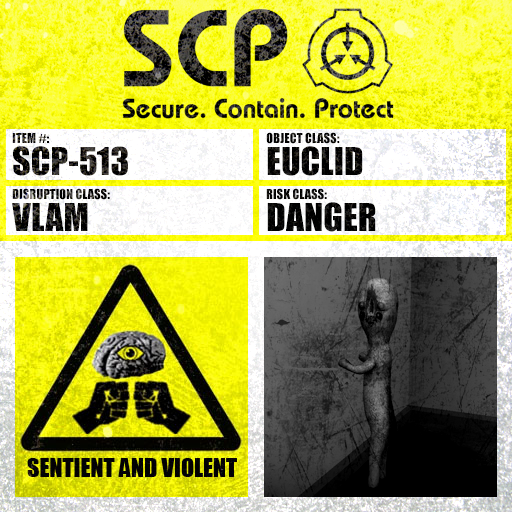 SCP
Secure. Contain. Protect
ITEM #:
SCP-513
OBJECT CLASS:
EUCLID
DISRUPTION CLASS:
VLAM
RISK CLASS:
DANGER
SENTIENT AND VIOLENT